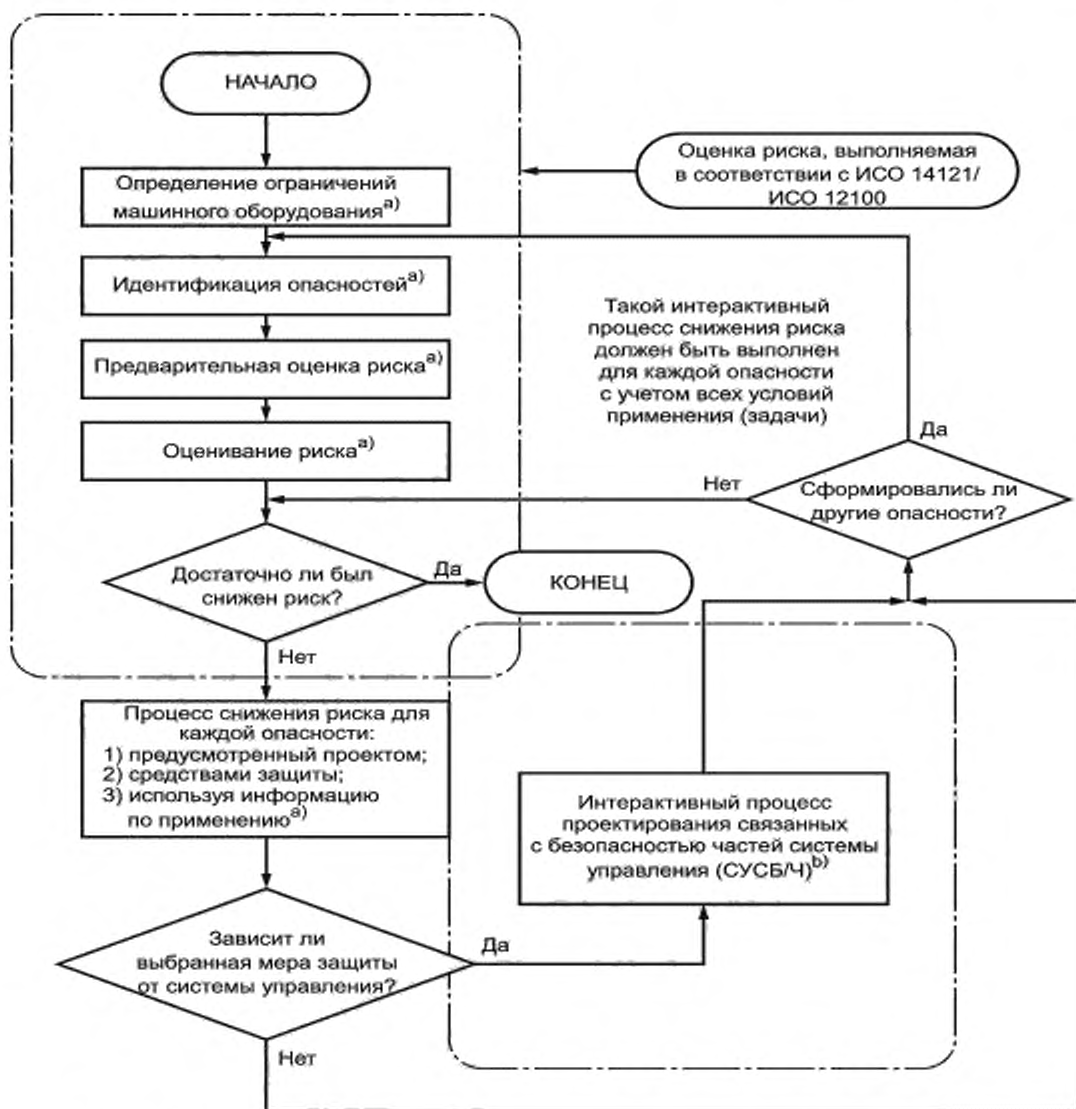 НАЧАЛО
Определение ограничений
машинного оборудования a)
Идентификация опасностей a)
Предварительная оценка риска a)
Оценивание риска a)
Достаточно ли был
снижен риск?
Да
КОНЕЦ
Нет
Оценка риска, выполняемая
в соответствии с ИСО 14121/
ИСО 12100
Такой интерактивный
процесс снижения риска
должен быть выполнен
для каждой опасности
с учетом всех условий
применения (задачи)
Да
Нет
Сформировались ли
другие опасности?
Процесс снижения риска для
каждой опасности:
1) предусмотренный проектом;
2) средствами защиты;
3) используя информацию
по применению a)
Интерактивный процесс
проектирования связанных
с безопасностью частей системы
управления (СУСБ/Ч) b)
Зависит ли
выбранная мера защиты
от системы управления?
Да
Нет